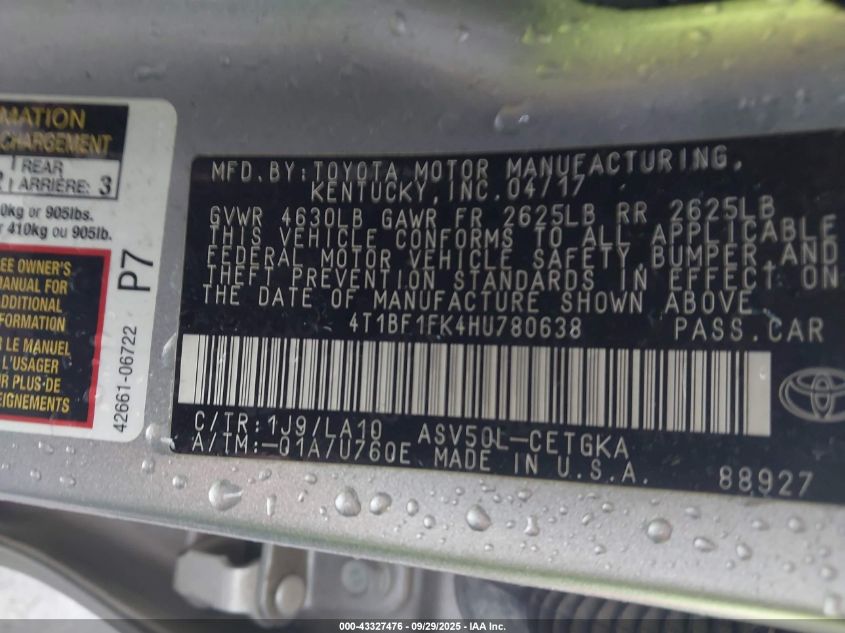 MATION
CHARGEMENT
REAR
ARRIÈRE: 3
0kg or 905lbs.
r 410kg ou 905lb.
EE OWNER'S
MANUAL FOR
ADDITIONAL
FORMATION
R LE MANUEL
L'USAGER
R PLUS DE
EIGNEMENTS
P7
42661-06722
MFD. BY: TOYOTA MOTOR MANUFACTURING,
KENTUCKY, INC. 04/17
GVWR 4630LB GAWR FR 2625LB RR 2625LB
THIS VEHICLE CONFORMS TO ALL APPLICABLE
FEDERAL MOTOR VEHICLE SAFETY, BUMPER, AND
THEFT PREVENTION STANDARDS IN EFFECT ON
THE DATE OF MANUFACTURE SHOWN ABOVE.
4T1BF1FK4HU780638 PASS.CAR
C/TR: 1J9/LA10 ASV50L-CETGKA
A/TM:-01A/U760E MADE IN U.S.A.
88927
000-43327476 — 09/29/2025 — IAA Inc.